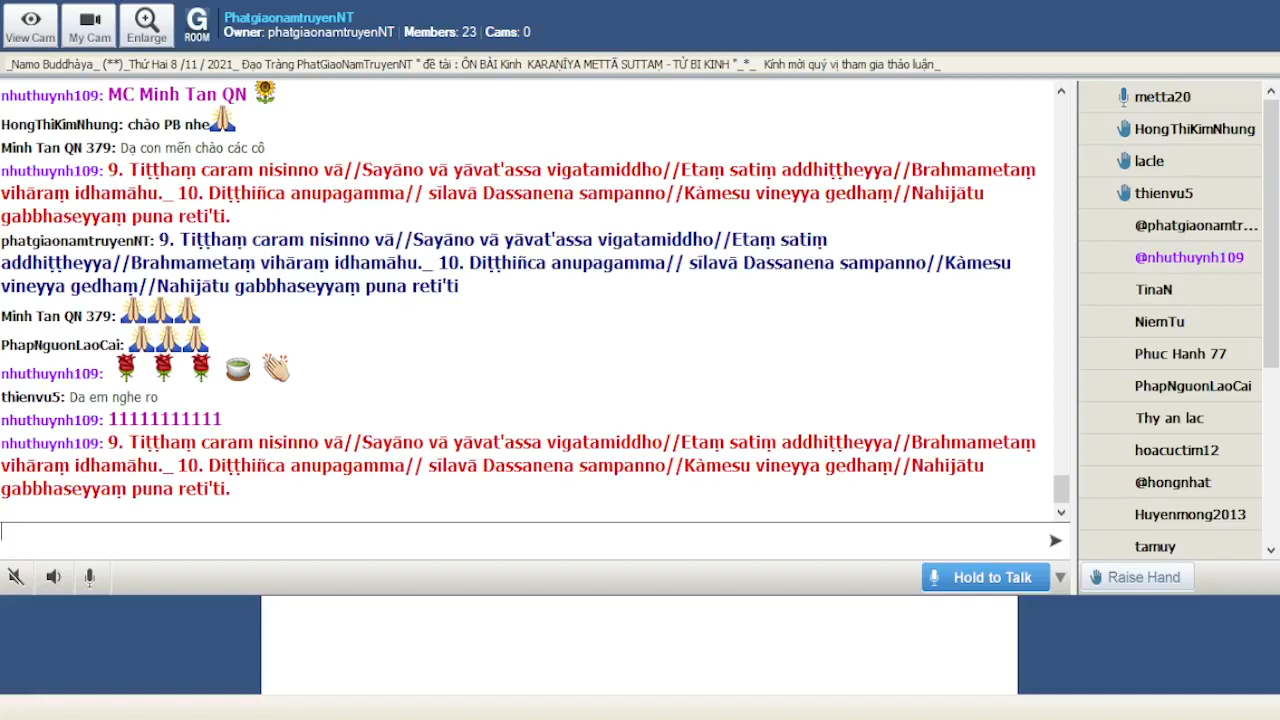 View Cam
My Cam
Enlarge
G
ROOM
PhatgiaonamtruyenNT
Owner: phatgiaonamtruyenNT | Members: 23 | Cams: 0
_Namo Buddhàya_ (**)_Thứ Hai 8 /11 / 2021_ Đạo Tràng PhatGiaoNamTruyenNT " đề tài : ÔN BÀI Kinh KARAṆĪYA METTĀ SUTTAṂ - TỪ BI KINH "_*_ Kính mời quý vị tham gia thảo luận_
nhuthuynh109: MC Minh Tan QN
HongThiKimNhung: chào PB nhe
Minh Tan QN 379: Dạ con mến chào các cô
nhuthuynh109: 9. Tiṭṭhaṃ caram nisinno vā//Sayāno vā yāvat'assa vigatamiddho//Etaṃ satiṃ addhiṭṭheyya//Brahmametaṃ
vihāraṃ idhamāhu._ 10. Diṭṭhiñca anupagamma// sīlavā Dassanena sampanno//Kàmesu vineyya gedhaṃ//Nahijātu
gabbhaseyyaṃ puna reti'ti.
phatgiaonamtruyenNT: 9. Tiṭṭhaṃ caram nisinno vā//Sayāno vā yāvat'assa vigatamiddho//Etaṃ satiṃ
addhiṭṭheyya//Brahmametaṃ vihāraṃ idhamāhu._ 10. Diṭṭhiñca anupagamma// sīlavā Dassanena sampanno//Kàmesu
vineyya gedhaṃ//Nahijātu gabbhaseyyaṃ puna reti'ti
Minh Tan QN 379:
PhapNguonLaoCai:
nhuthuynh109:
thienvu5: Da em nghe ro
nhuthuynh109: 11111111111
nhuthuynh109: 9. Tiṭṭhaṃ caram nisinno vā//Sayāno vā yāvat'assa vigatamiddho//Etaṃ satiṃ addhiṭṭheyya//Brahmametaṃ
vihāraṃ idhamāhu._ 10. Diṭṭhiñca anupagamma// sīlavā Dassanena sampanno//Kàmesu vineyya gedhaṃ//Nahijātu
gabbhaseyyaṃ puna reti'ti.
Hold to Talk
metta20
HongThiKimNhung
lacle
thienvu5
@phatgiaonamtr...
@nhuthuynh109
TinaN
NiemTu
Phuc Hanh 77
PhapNguonLaoCai
Thy an lac
hoacuctim12
@hongnhat
Huyenmong2013
tamuy
Raise Hand